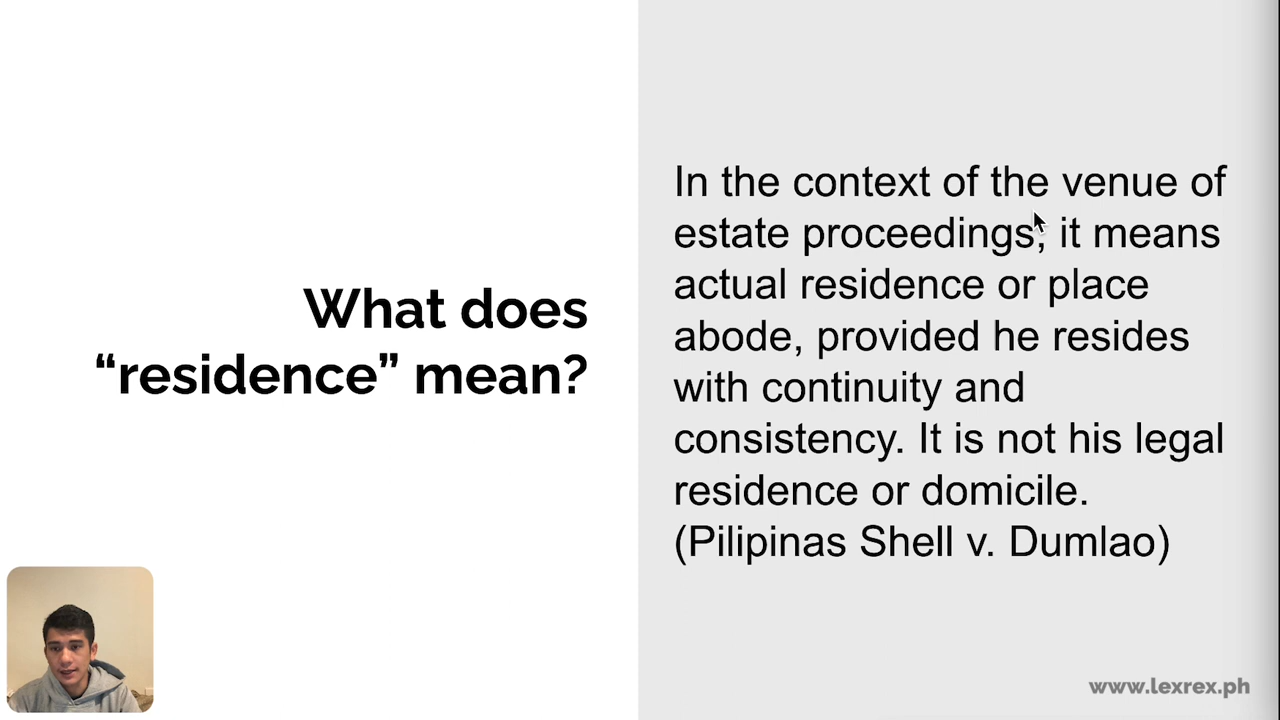 What does
“residence” mean?
In the context of the venue of
estate proceedings, it means
actual residence or place
abode, provided he resides
with continuity and
consistency. It is not his legal
residence or domicile.
(Pilipinas Shell v. Dumlao)
www.lexrex.ph